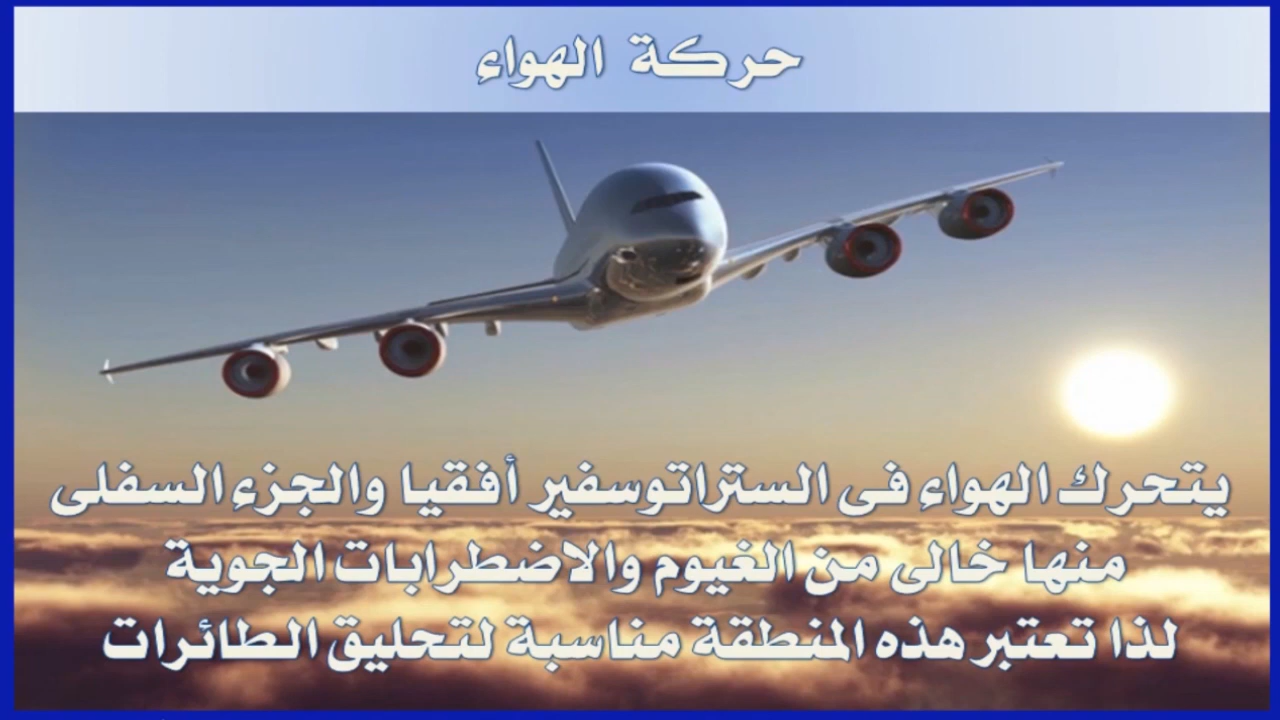 حركة الهواء
يتحرك الهواء فى الستراتوسفير أفقيا والجزء السفلى
منها خالى من الغيوم والاضطرابات الجوية
لذا تعتبر هذه المنطقة مناسبة لتحليق الطائرات